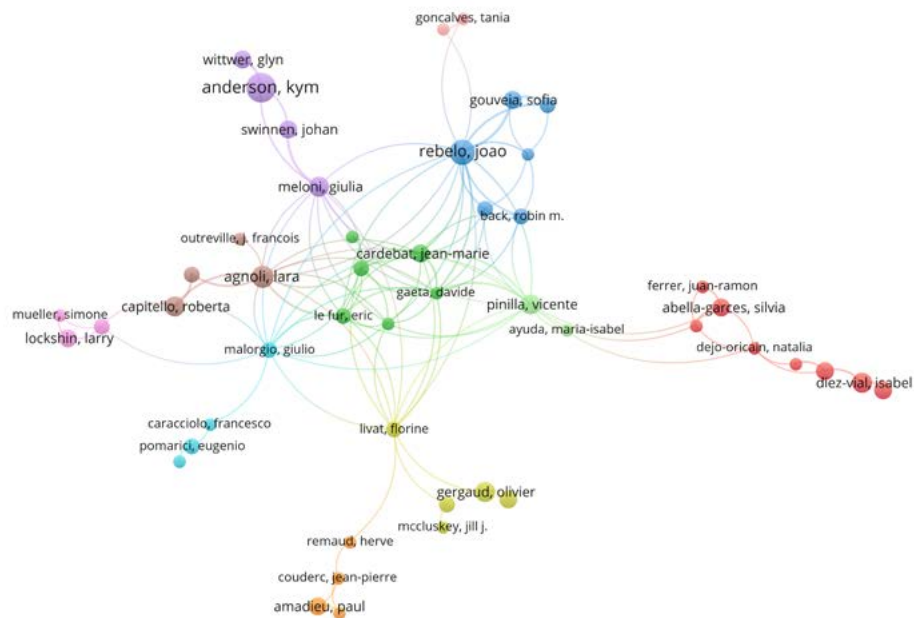 goncalves, tania
wittwer, glyn
anderson, kym
gouveia, sofia
swinnen, johan
rebelo, joao
meloni, giulia
back, robin m.
outreville, j. francois
cardebat, jean-marie
agnoli, lara
ferrer, juan-ramon
gaeta, davide
capitello, roberta
pinilla, vicente
abella-garces, silvia
mueller, simone
le fur, eric
ayuda, maria-isabel
lockshin, larry
malorgio, giulio
dejo-oricain, natalia
diez-vial, isabel
caracciolo, francesco
livat, florine
pomarici, eugenio
gergaud, olivier
mccluskey, jill j.
remaud, herve
couderc, jean-pierre
amadieu, paul